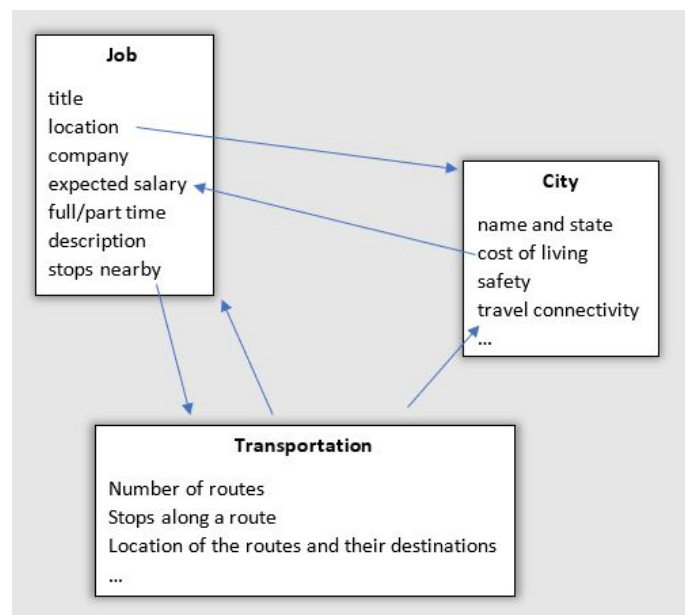 Job
title
location
company
expected salary
full/part time
description
stops nearby
City
name and state
cost of living
safety
travel connectivity
...
Transportation
Number of routes
Stops along a route
Location of the routes and their destinations
...